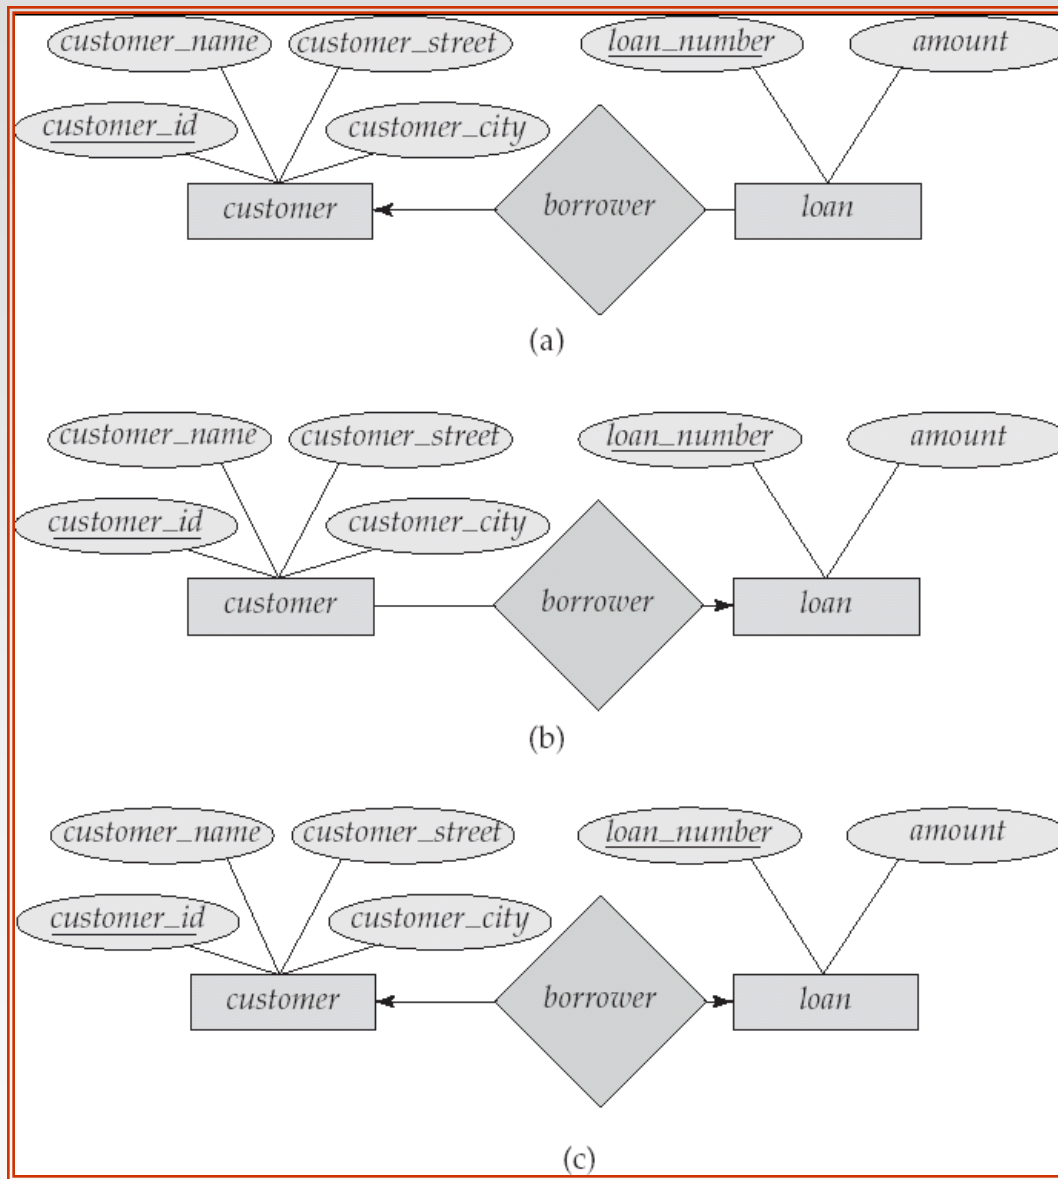 customer_name customer_street loan_number amount
customer_id customer_city
customer borrower loan
(a)
customer_name customer_street loan_number amount
customer_id customer_city
customer borrower loan
(b)
customer_name customer_street loan_number amount
customer_id customer_city
customer borrower loan
(c)